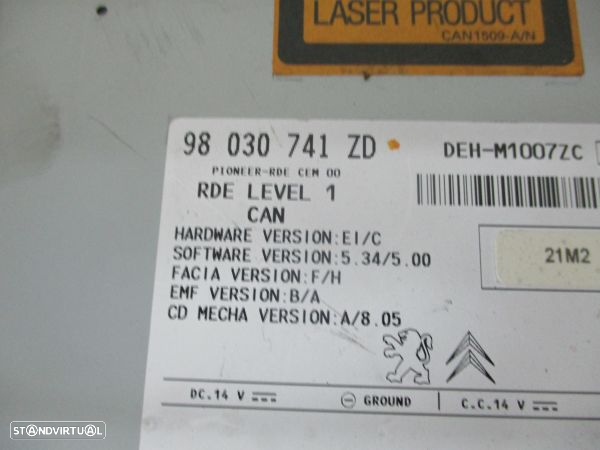 LASER PRODUCT
CAN1509-A/N
98 030 741 ZD
DEH-M1007ZC
PIONEER-RDE CEM 00
RDE LEVEL 1
CAN
HARDWARE VERSION:EI/C
SOFTWARE VERSION:5.34/5.00
21M2
FACIA VERSION:F/H
EMF VERSION:B/A
CD MECHA VERSION:A/8.05
DC.14 V
GROUND
C.C.14 V
STANDVIRTUAL